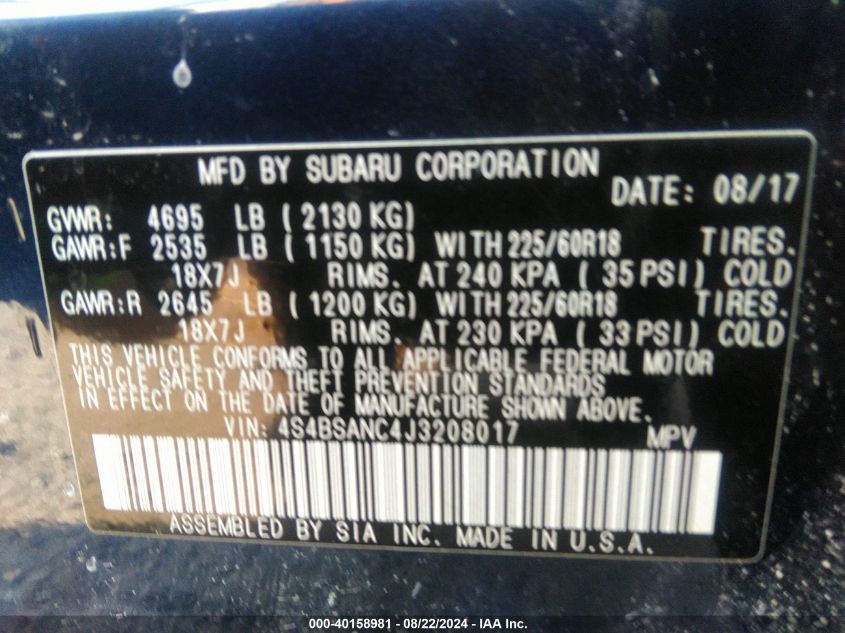 MFD BY SUBARU CORPORATION
DATE: 08/17
GVWR: 4695 LB ( 2130 KG)
GAWR:F 2535 LB ( 1150 KG) WITH 225/60R18 TIRES.
18X7J RIMS. AT 240 KPA ( 35 PSI) COLD
GAWR:R 2645 LB ( 1200 KG) WITH 225/60R18 TIRES.
18X7J RIMS. AT 230 KPA ( 33 PSI) COLD
THIS VEHICLE CONFORMS TO ALL APPLICABLE FEDERAL MOTOR
VEHICLE SAFETY AND THEFT PREVENTION STANDARDS
IN EFFECT ON THE DATE OF MANUFACTURE SHOWN ABOVE.
VIN: 4S4BSANC4J3208017 MPV
ASSEMBLED BY SIA INC. MADE IN U.S.A.
000-40158981 - 08/22/2024 - IAA Inc.